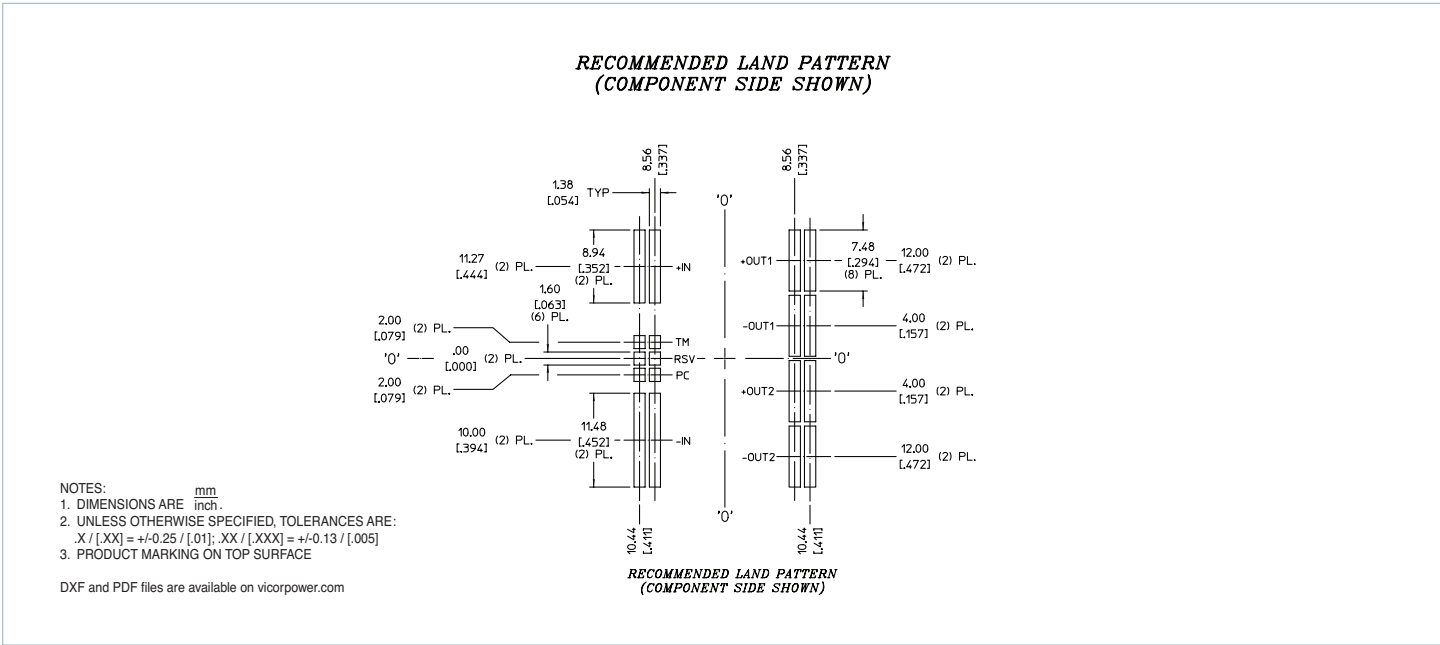 RECOMMENDED LAND PATTERN
(COMPONENT SIDE SHOWN)
8.56
[.337]
8.56
[.337]
1.38
[.054]
TYP
'0'
11.27
[.444]
(2) PL.
8.94
[.352]
(2) PL.
+IN
+OUT1
7.48
[.294]
(8) PL.
12.00
[.472]
(2) PL.
1.60
[.063]
(6) PL.
2.00
[.079]
(2) PL.
TM
-OUT1
4.00
[.157]
(2) PL.
'0'
.00
[.000]
(2) PL.
RSV
'0'
2.00
[.079]
(2) PL.
PC
+OUT2
4.00
[.157]
(2) PL.
10.00
[.394]
(2) PL.
11.48
[.452]
(2) PL.
-IN
-OUT2
12.00
[.472]
(2) PL.
'0'
10.44
[.411]
10.44
[.411]
RECOMMENDED LAND PATTERN
(COMPONENT SIDE SHOWN)
NOTES:
1. DIMENSIONS ARE mm
inch.
2. UNLESS OTHERWISE SPECIFIED, TOLERANCES ARE:
.X / [.XX] = +/-0.25 / [.01]; .XX / [.XXX] = +/-0.13 / [.005]
3. PRODUCT MARKING ON TOP SURFACE
DXF and PDF files are available on vicorpower.com